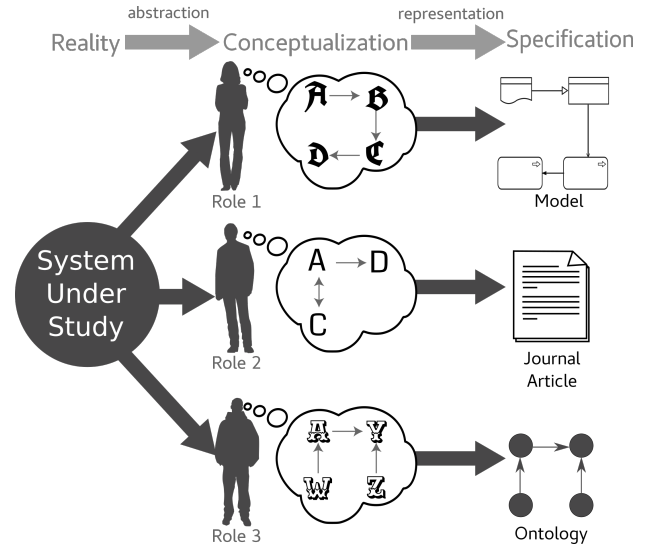 abstraction
representation
Reality
Conceptualization
Specification
A B
D C
Role 1
Model
System
Under
Study
A D
C
Role 2
Journal
Article
A Y
W Z
Role 3
Ontology